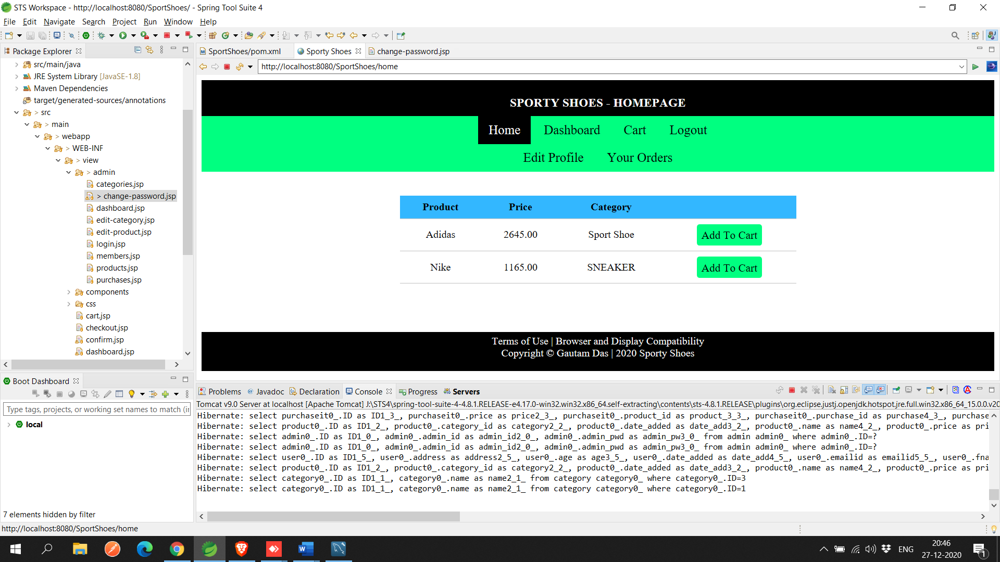 STS Workspace - http://localhost:8080/SportShoes/ - Spring Tool Suite 4
File Edit Navigate Search Project Run Window Help
Package Explorer
> src/main/java
> JRE System Library [JavaSE-1.8]
> Maven Dependencies
target/generated-sources/annotations
> src
> main
> webapp
> WEB-INF
> view
> admin
categories.jsp
> change-password.jsp
dashboard.jsp
edit-category.jsp
edit-product.jsp
login.jsp
members.jsp
products.jsp
purchases.jsp
components
css
cart.jsp
checkout.jsp
confirm.jsp
dashboard.jsp
Boot Dashboard
Type tags, projects, or working set names to match (in
local
7 elements hidden by filter
SportShoes/pom.xml Sporty Shoes change-password.jsp
http://localhost:8080/SportShoes/home
SPORTY SHOES - HOMEPAGE
Home Dashboard Cart Logout
Edit Profile Your Orders
Product Price Category
Adidas 2645.00 Sport Shoe Add To Cart
Nike 1165.00 SNEAKER Add To Cart
Terms of Use | Browser and Display Compatibility
Copyright © Gautam Das | 2020 Sporty Shoes
Problems @ Javadoc Declaration Console Progress Servers
Tomcat v9.0 Server at localhost [Apache Tomcat] J:\STS4\spring-tool-suite-4-4.8.1.RELEASE-e4.17.0-win32.win32.x86_64.self-extracting\contents\sts-4.8.1.RELEASE\plugins\org.eclipse.justj.openjdk.hotspot.jre.full.win32.x86_64_15.0.0.v20
Hibernate: select purchaseit0_.ID as ID1_3_, purchaseit0_.price as price2_3_, purchaseit0_.product_id as product_3_3_, purchaseit0_.purchase_id as purchase4_3_, purchase
Hibernate: select product0_.ID as ID1_2_, product0_.category_id as category2_2_, product0_.date_added as date_add3_2_, product0_.name as name4_2_, product0_.price as pri
Hibernate: select admin0_.ID as ID1_0_, admin0_.admin_id as admin_id2_0_, admin0_.admin_pwd as admin_pw3_0_ from admin admin0_ where admin0_.ID=?
Hibernate: select admin0_.ID as ID1_0_, admin0_.admin_id as admin_id2_0_, admin0_.admin_pwd as admin_pw3_0_ from admin admin0_ where admin0_.ID=?
Hibernate: select user0_.ID as ID1_5_, user0_.address as address2_5_, user0_.age as age3_5_, user0_.date_added as date_add4_5_, user0_.emailid as emailid5_5_, user0_.fna
Hibernate: select product0_.ID as ID1_2_, product0_.category_id as category2_2_, product0_.date_added as date_add3_2_, product0_.name as name4_2_, product0_.price as pri
Hibernate: select category0_.ID as ID1_1_, category0_.name as name2_1_ from category category0_ where category0_.ID=3
Hibernate: select category0_.ID as ID1_1_, category0_.name as name2_1_ from category category0_ where category0_.ID=1
http://localhost:8080/SportShoes/home
ENG
20:46
27-12-2020
1